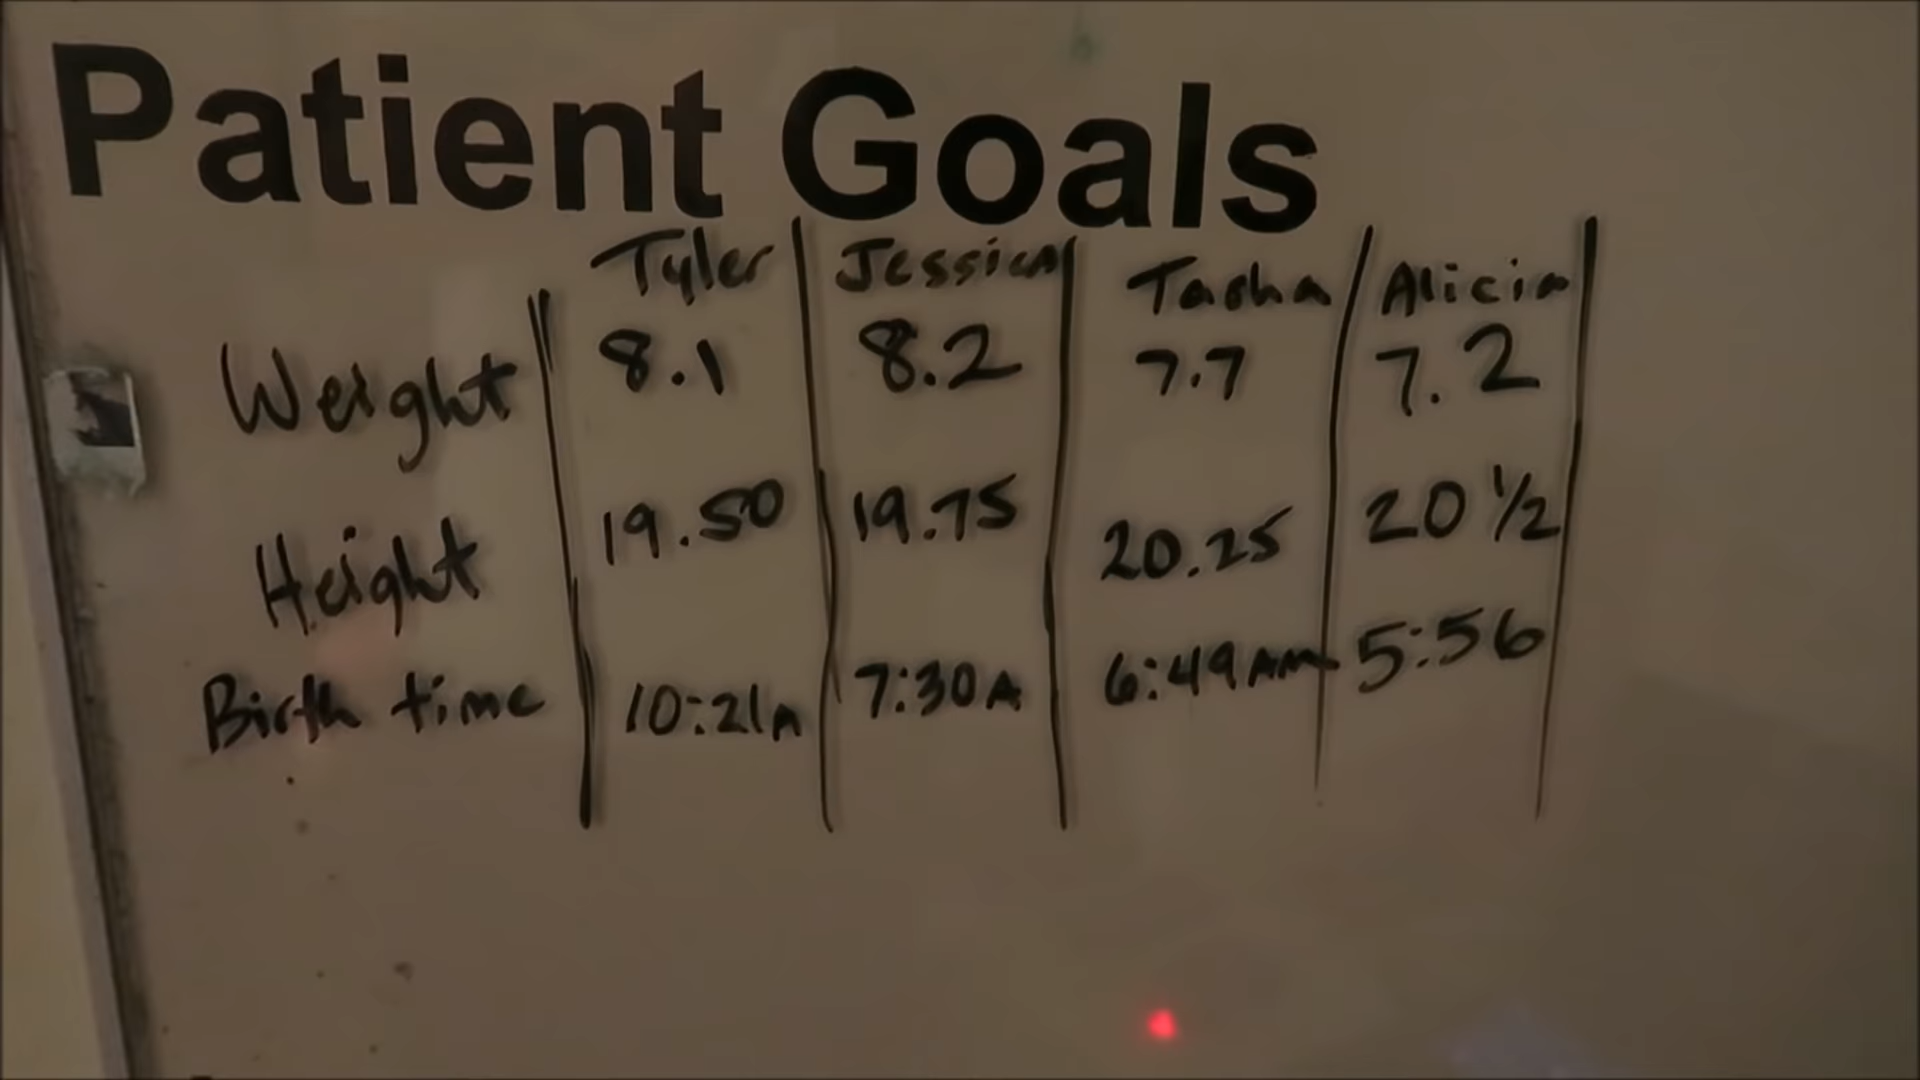 Patient Goals
Tyler Jessica Tasha Alicia
Weight 8.1 8.2 7.7 7.2
Height 19.50 19.75 20.25 20 1/2
Birth time 10:21A 7:30A 6:49AM 5:56